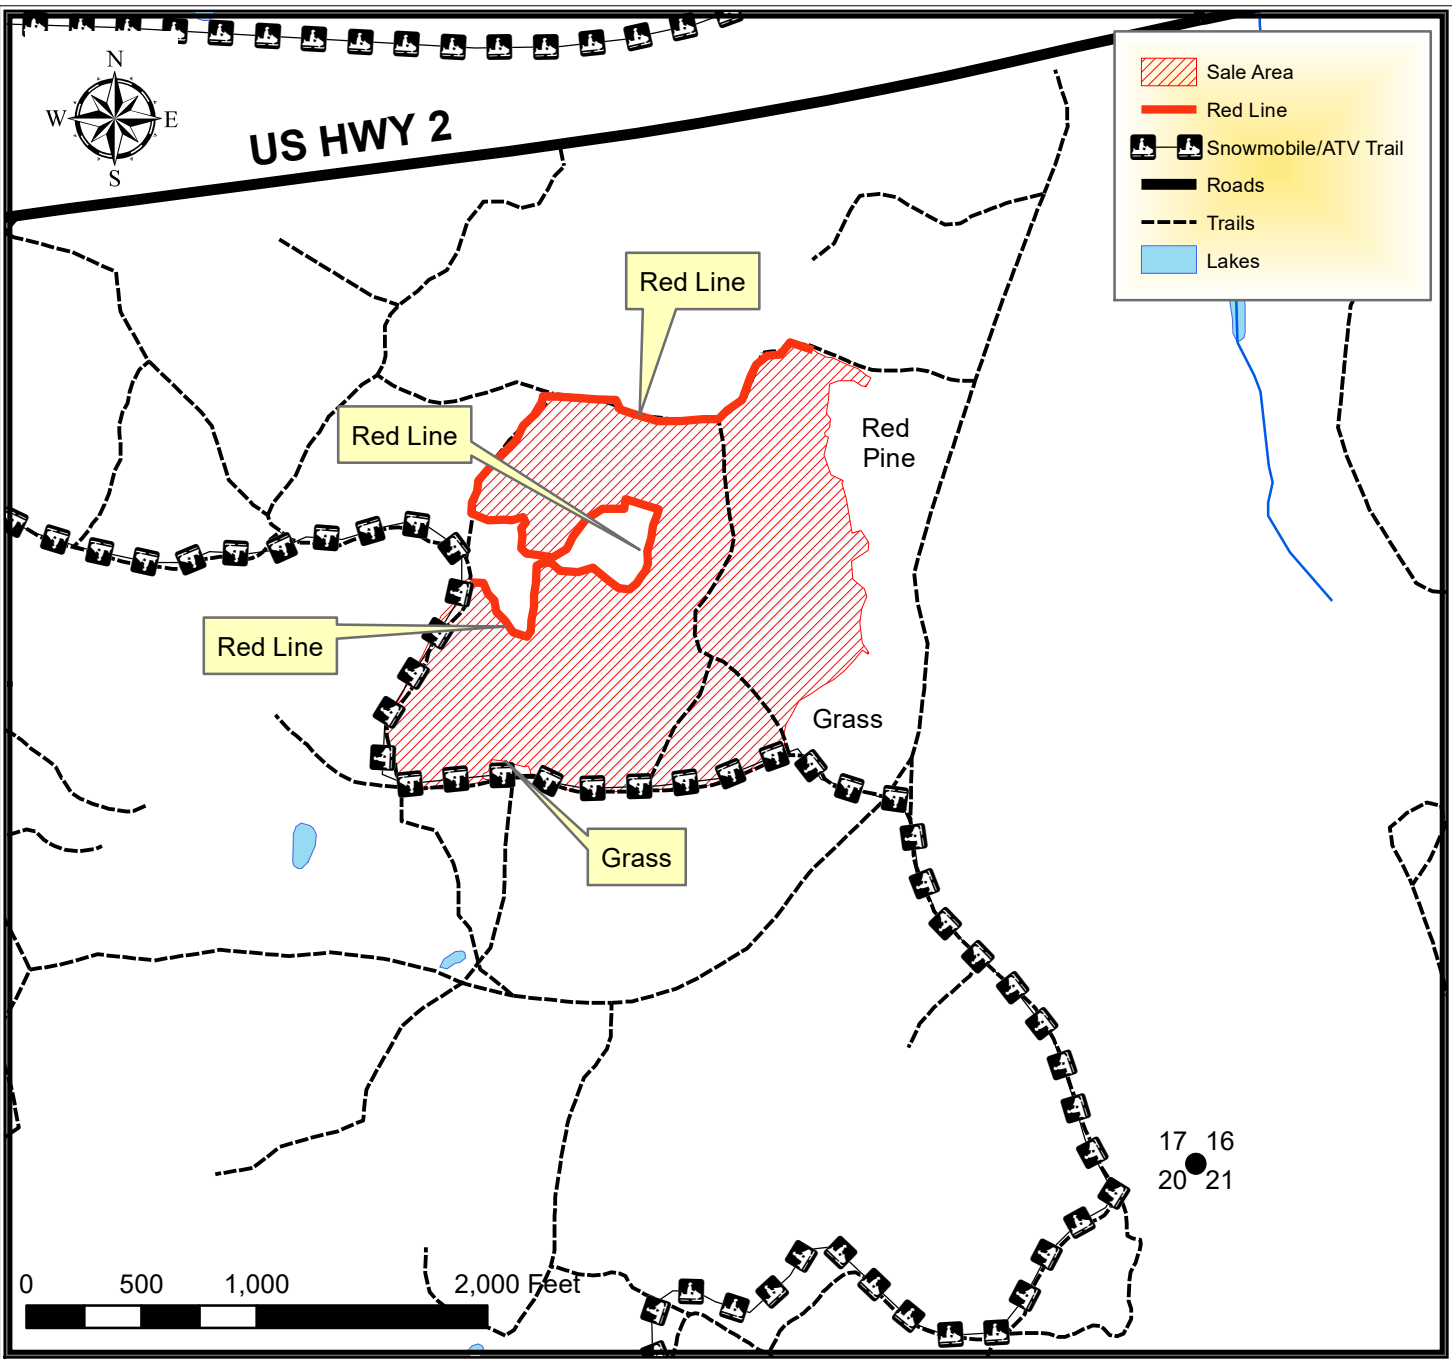 N
W E
S
US HWY 2
Sale Area
Red Line
Snowmobile/ATV Trail
Roads
Trails
Lakes
Red Line
Red Line
Red
Pine
Red Line
Grass
Grass
17 16
20 21
0 500 1,000 2,000 Feet